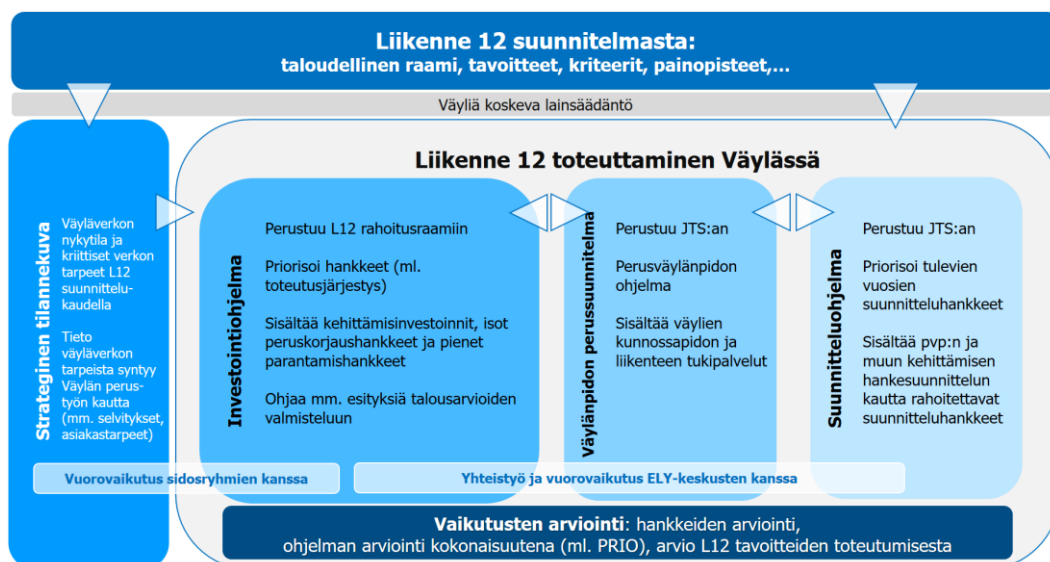 Liikenne 12 suunnitelmasta:
taloudellinen raami, tavoitteet, kriteerit, painopisteet,...
Väyliä koskeva lainsäädäntö
Liikenne 12 toteuttaminen Väylässä
Strateginen tilannekuva
Väyläverkon
nykytila ja
kriittiset verkon
tarpeet L12
suunnittelu-
kaudella
Tieto
väyläverkon
tarpeista syntyy
Väylän perus-
työn kautta
(mm. selvitykset,
asiakastarpeet)
Investointiohjelma
Perustuu L12 rahoitusraamiin
Priorisoi hankkeet (ml.
toteutusjärjestys)
Sisältää kehittämisinvestoinnit, isot
peruskorjaushankkeet ja pienet
parantamishankkeet
Ohjaa mm. esityksiä talousarvioiden
valmisteluun
Väylänpidon perussuunnitelma
Perustuu JTS:an
Perusväylänpidon
ohjelma
Sisältää väylien
kunnossapidon ja
liikenteen tukipalvelut
Suunnitteluohjelma
Perustuu JTS:an
Priorisoi tulevien
vuosien
suunnitteluhankkeet
Sisältää pvp:n ja
muun kehittämisen
hankesuunnittelun
kautta rahoitettavat
suunnitteluhankkeet
Vuorovaikutus sidosryhmien kanssa
Yhteistyö ja vuorovaikutus ELY-keskusten kanssa
Vaikutusten arviointi: hankkeiden arviointi,
ohjelman arviointi kokonaisuutena (ml. PRIO), arvio L12 tavoitteiden toteutumisesta